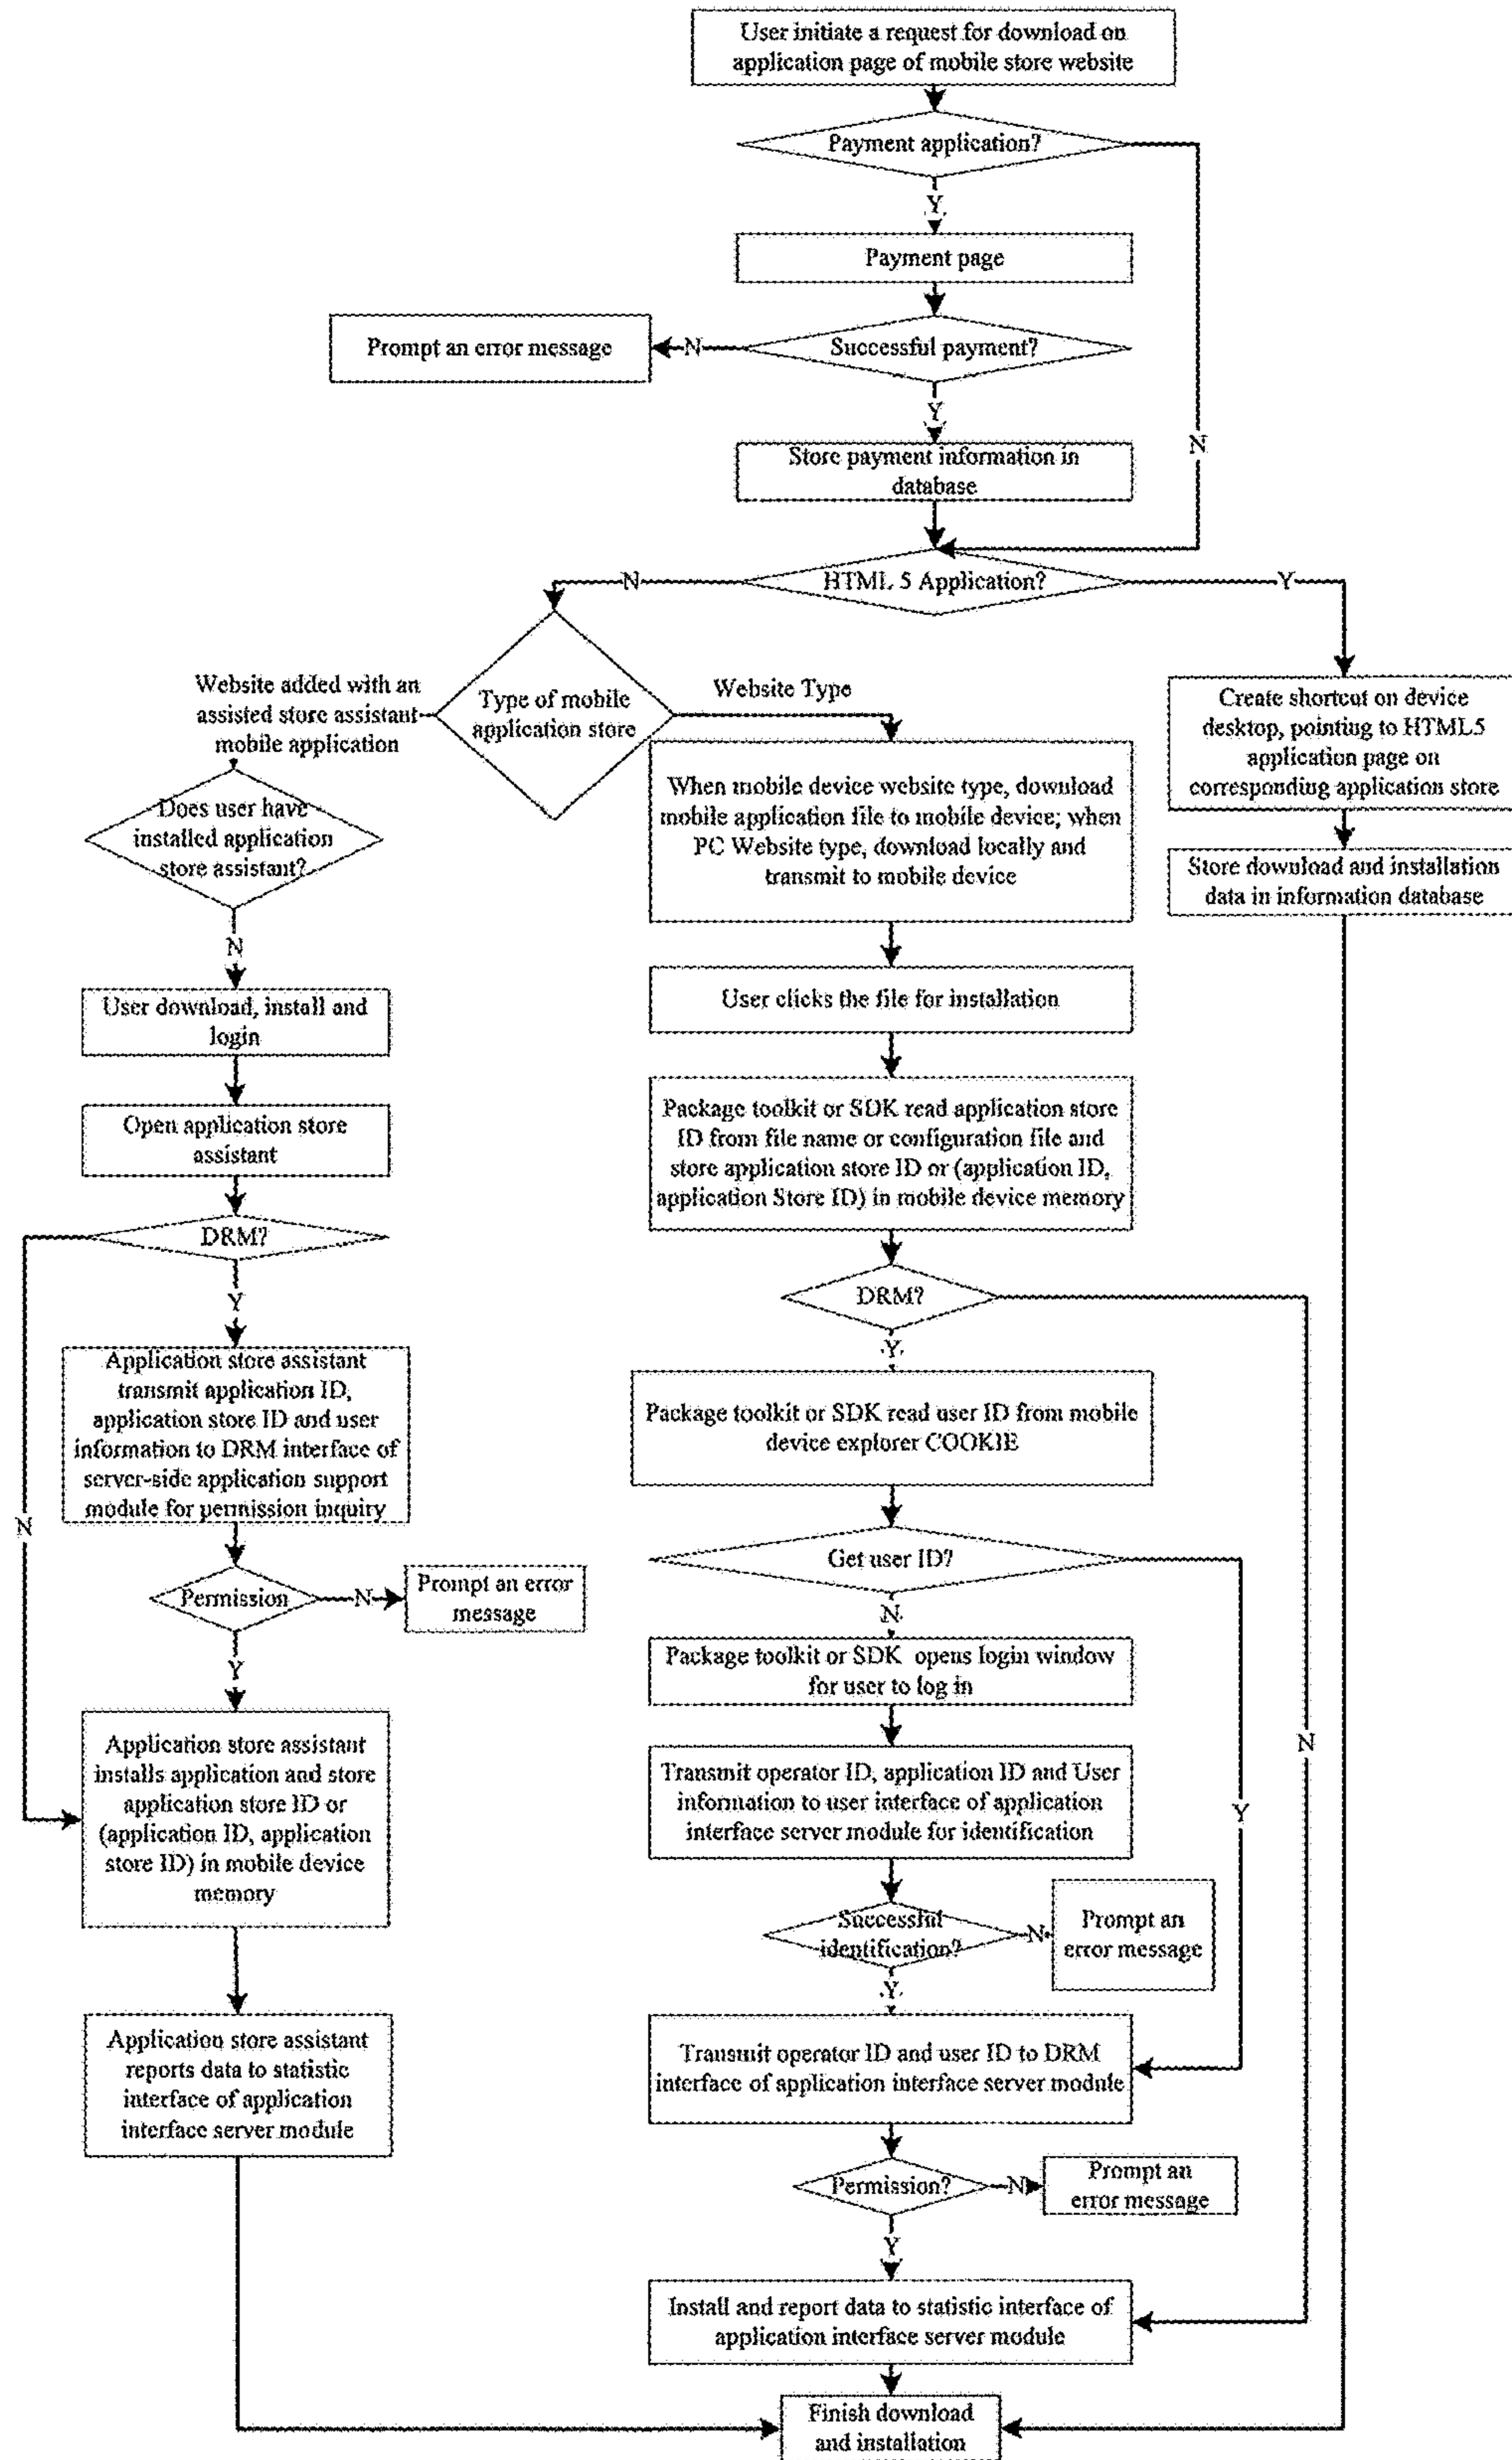 User initiate a request for download on
application page of mobile store website
Payment application?
Y
Payment page
Prompt an error message
N
Successful payment?
Y
N
Store payment information in
database
N
HTML 5 Application?
Y
Website added with an
assisted store assistant
mobile application
Type of mobile
application store
Website Type
Create shortcut on device
desktop, pointing to HTML5
application page on
corresponding application store
When mobile device website type, download
mobile application file to mobile device; when
PC Website type, download locally and
transmit to mobile device
Does user have
installed application
store assistant?
Store download and installation
data in information database
N
User download, install and
login
User clicks the file for installation
Open application store
assistant
Package toolkit or SDK read application store
ID from file name or configuration file and
store application store ID or (application ID,
application Store ID) in mobile device memory
DRM?
Y
DRM?
Y
Application store assistant
transmit application ID,
application store ID and user
information to DRM interface of
server-side application support
module for permission inquiry
Package toolkit or SDK read user ID from mobile
device explorer COOKIE
N
Get user ID?
N
Permission
N
Prompt an error
message
Y
Package toolkit or SDK opens login window
for user to log in
Application store assistant
installs application and store
application store ID or
(application ID, application
store ID) in mobile device
memory
N
Transmit operator ID, application ID and User
information to user interface of application
interface server module for identification
Y
Successful
identification?
N
Prompt an
error message
Y
Application store assistant
reports data to statistic
interface of application
interface server module
Transmit operator ID and user ID to DRM
interface of application interface server module
Permission?
N
Prompt an
error message
Y
Install and report data to statistic interface of
application interface server module
Finish download
and installation